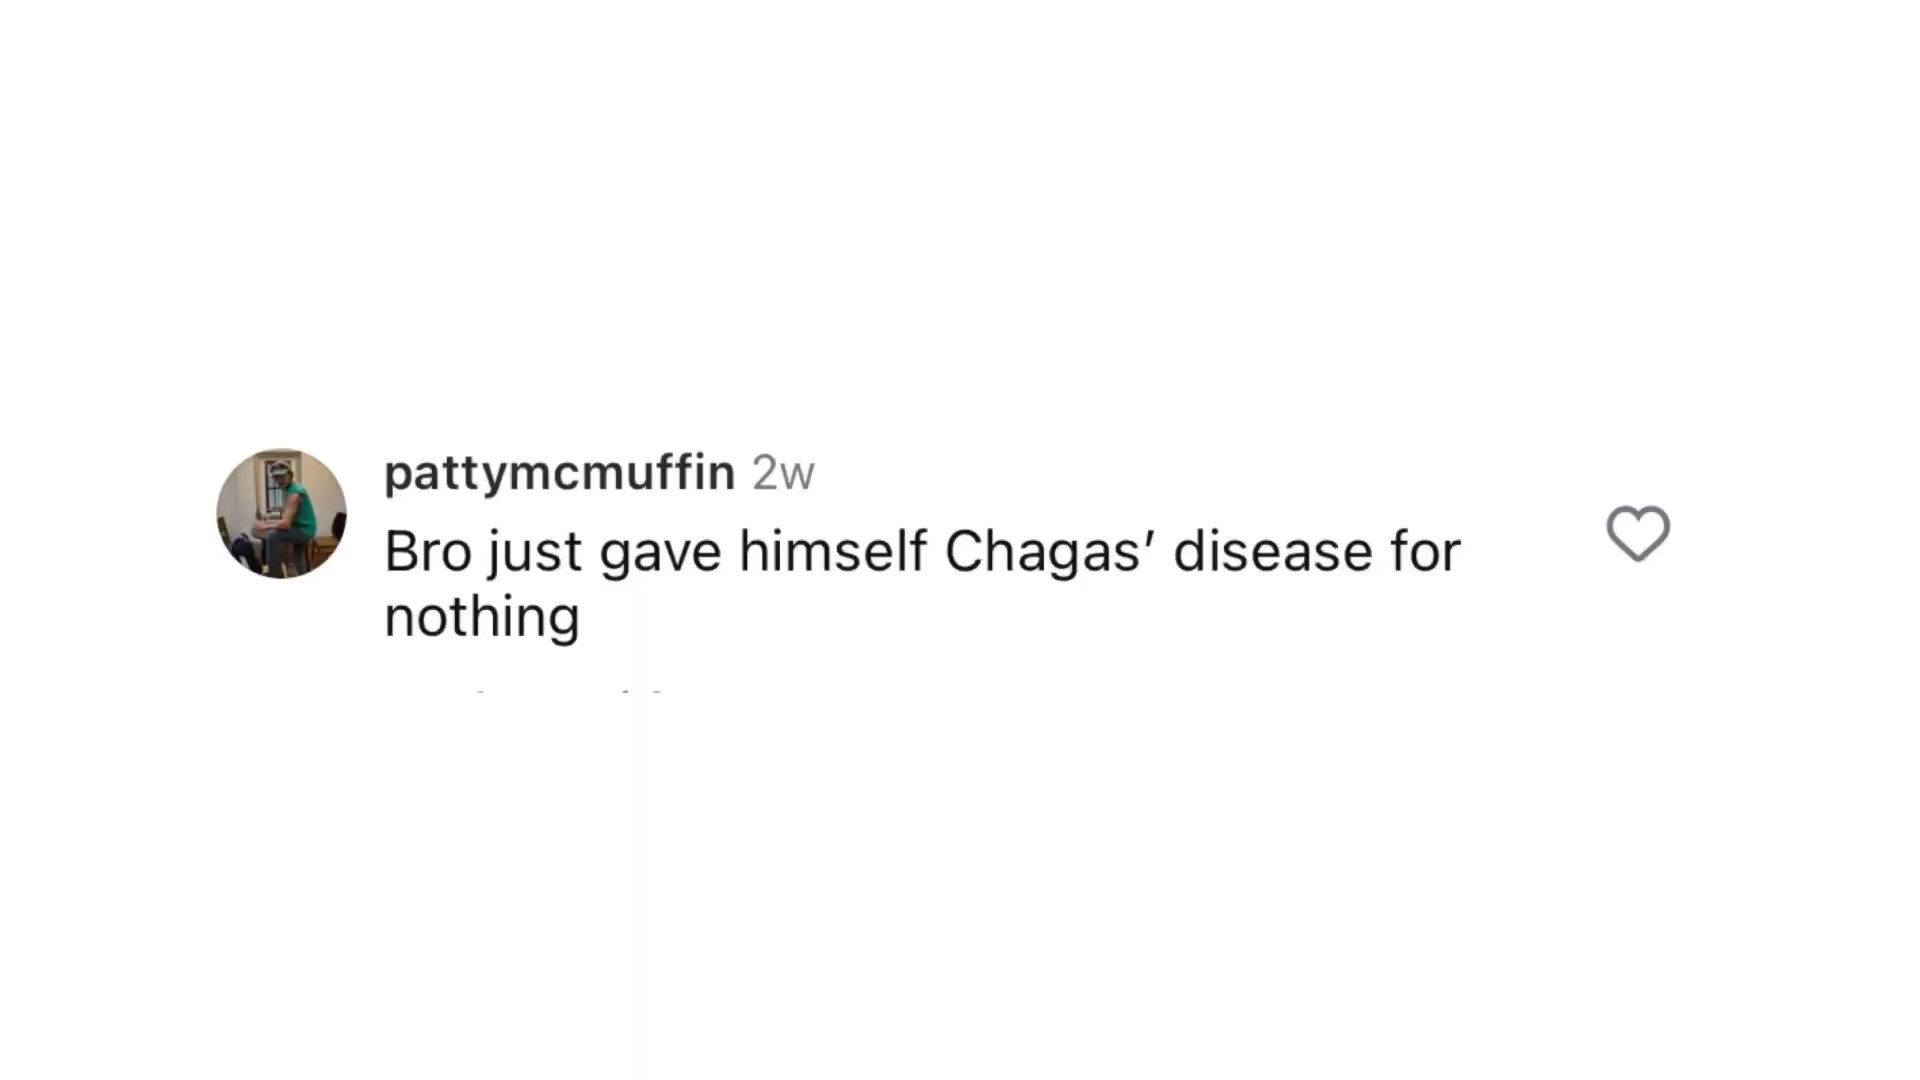 pattymcmuffin 2w
Bro just gave himself Chagas’ disease for
nothing